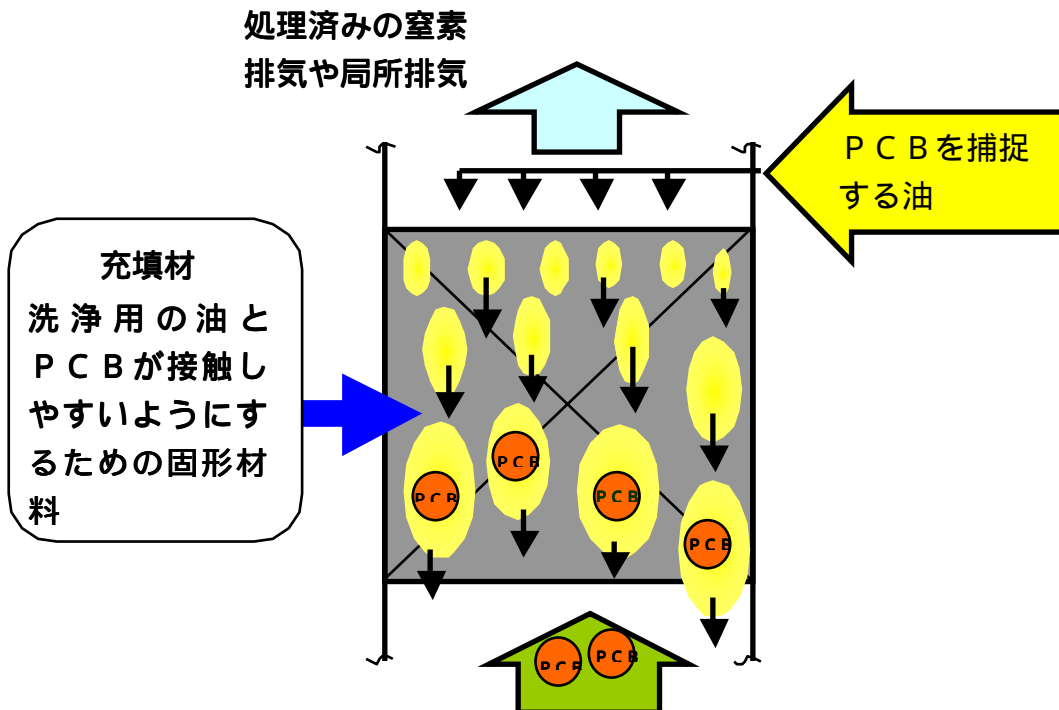 処理済みの窒素
排気や局所排気
ＰＣＢを捕捉
する油
充填材
洗浄用の油と
ＰＣＢが接触し
やすいようにす
るための固形材
料
ＰＣＢ
ＰＣＢ
ＰＣＢ
ＰＣＢ
ＰＣＢ
ＰＣＢ